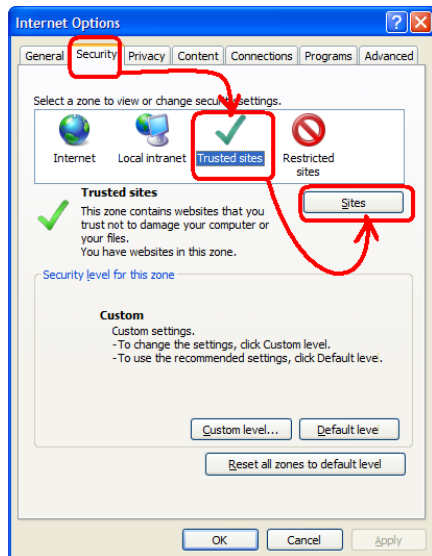 Internet Options
General Security Privacy Content Connections Programs Advanced
Select a zone to view or change security settings.
Internet Local intranet Trusted sites Restricted
sites
Trusted sites
Sites
This zone contains websites that you
trust not to damage your computer or
your files.
You have websites in this zone.
Security level for this zone
Custom
Custom settings.
-To change the settings, click Custom level.
-To use the recommended settings, click Default level.
Custom level... Default level
Reset all zones to default level
OK Cancel Apply